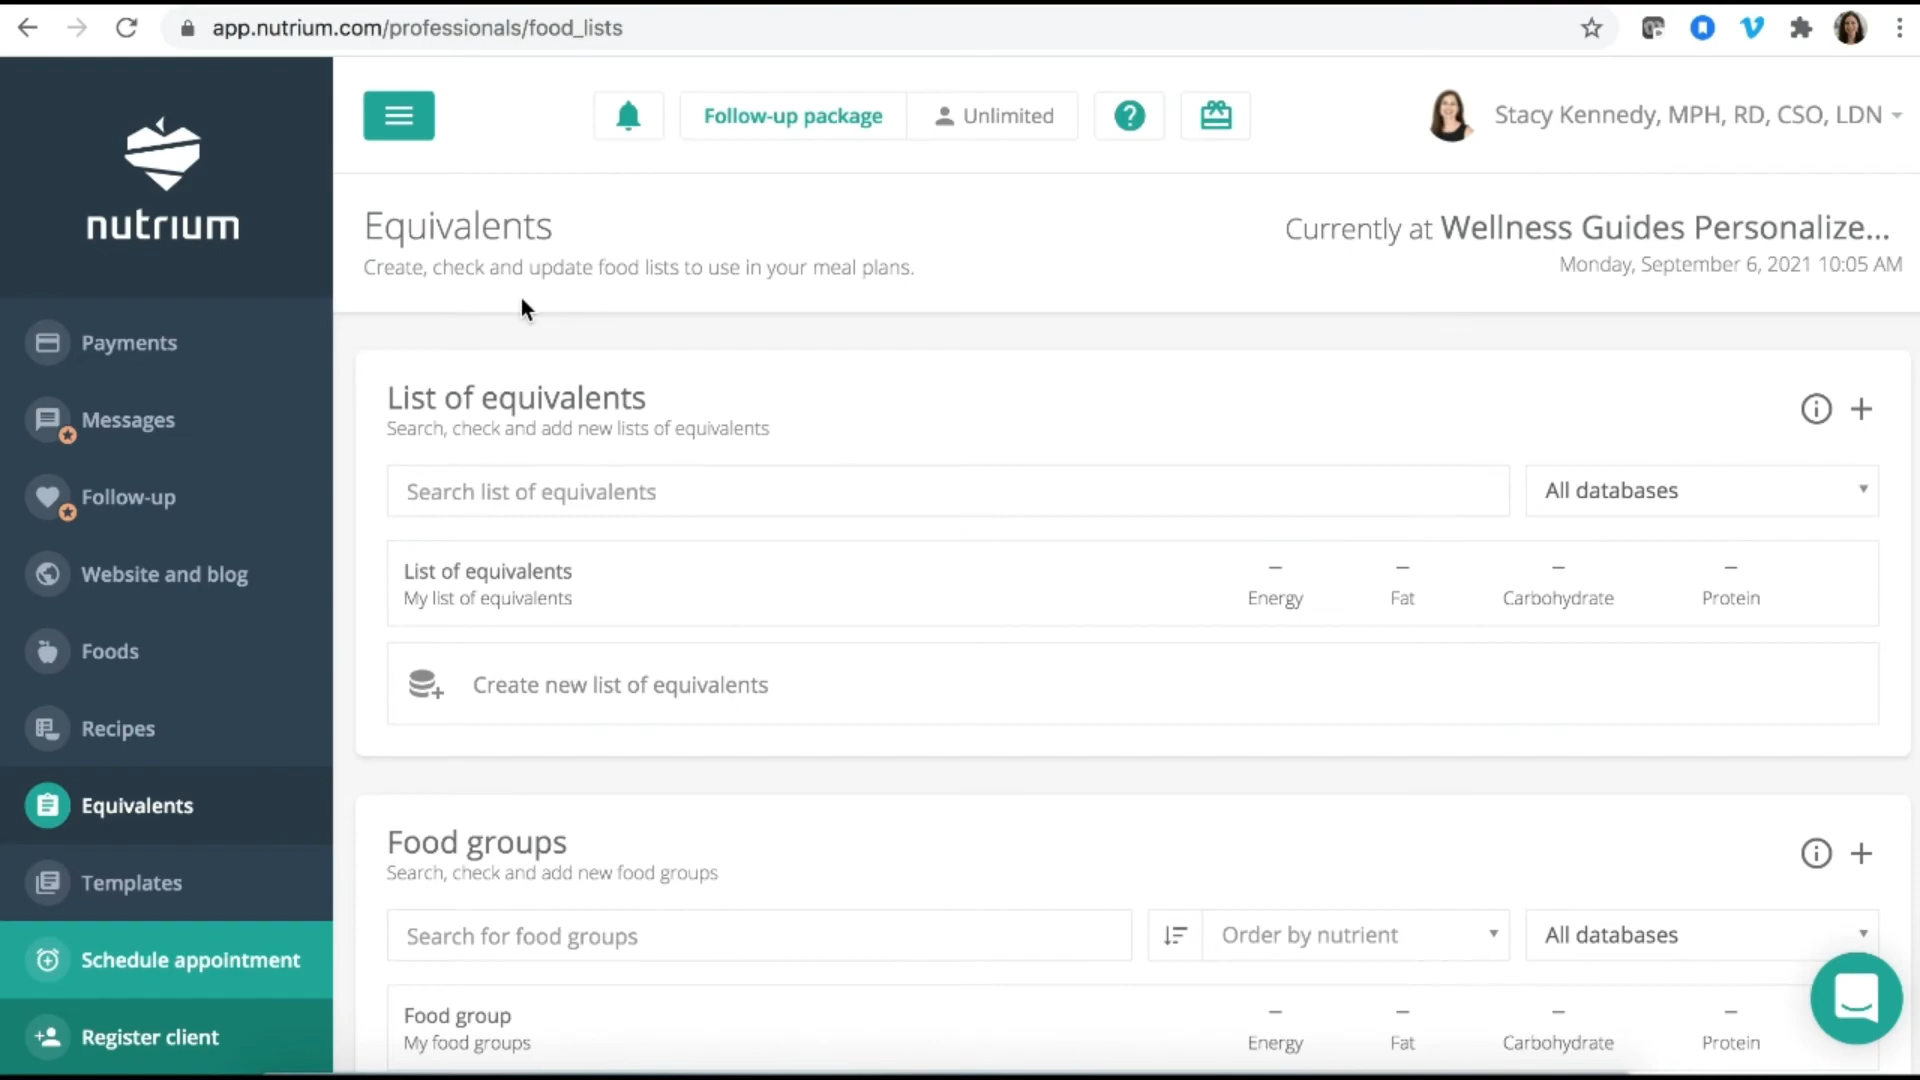 app.nutrium.com/professionals/food_lists
Follow-up package
Unlimited
?
Stacy Kennedy, MPH, RD, CSO, LDN
nutrium
Equivalents
Create, check and update food lists to use in your meal plans.
Currently at Wellness Guides Personalize...
Monday, September 6, 2021 10:05 AM
Payments
Messages
Follow-up
Website and blog
Foods
Recipes
Equivalents
Templates
Schedule appointment
Register client
List of equivalents
Search, check and add new lists of equivalents
Search list of equivalents
All databases
List of equivalents
My list of equivalents
– Energy
– Fat
– Carbohydrate
– Protein
Create new list of equivalents
Food groups
Search, check and add new food groups
Search for food groups
Order by nutrient
All databases
Food group
My food groups
– Energy
– Fat
– Carbohydrate
– Protein